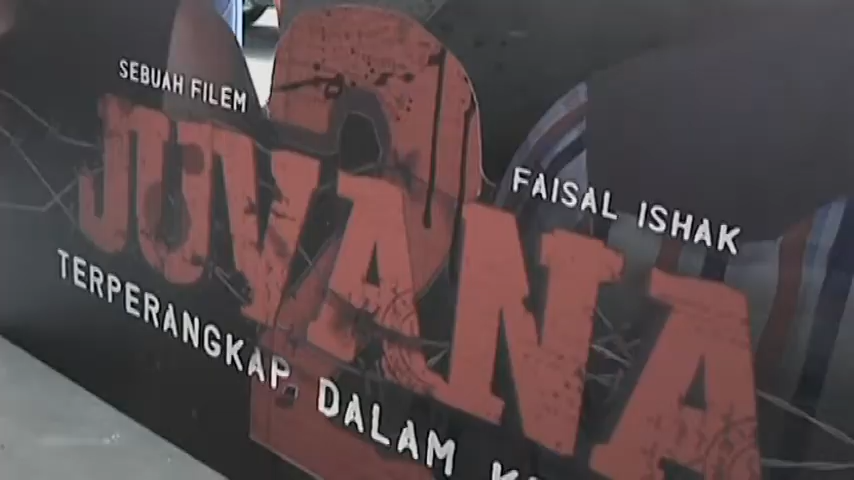 SEBUAH FILEM
FAISAL ISHAK
JUVANA
2
TERPERANGKAP DALAM